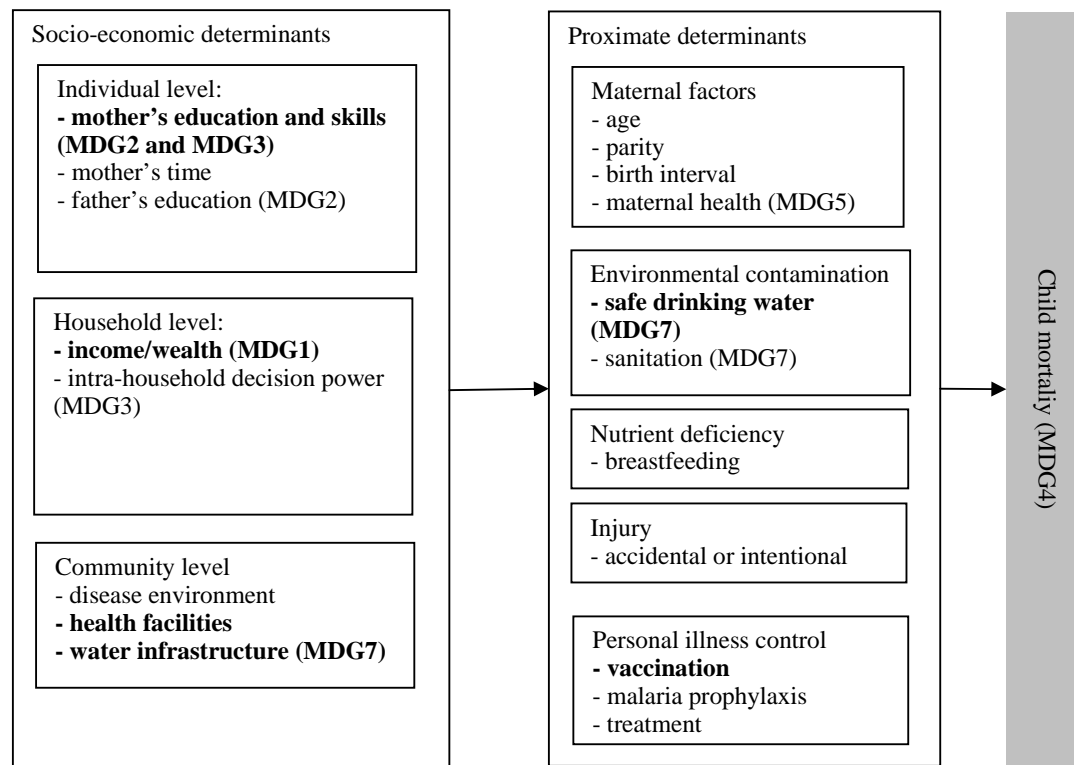 Socio-economic determinants
Individual level:
- mother’s education and skills
(MDG2 and MDG3)
- mother’s time
- father’s education (MDG2)
Household level:
- income/wealth (MDG1)
- intra-household decision power
(MDG3)
Community level
- disease environment
- health facilities
- water infrastructure (MDG7)
Proximate determinants
Maternal factors
- age
- parity
- birth interval
- maternal health (MDG5)
Environmental contamination
- safe drinking water
(MDG7)
- sanitation (MDG7)
Nutrient deficiency
- breastfeeding
Injury
- accidental or intentional
Personal illness control
- vaccination
- malaria prophylaxis
- treatment
Child mortaliy (MDG4)